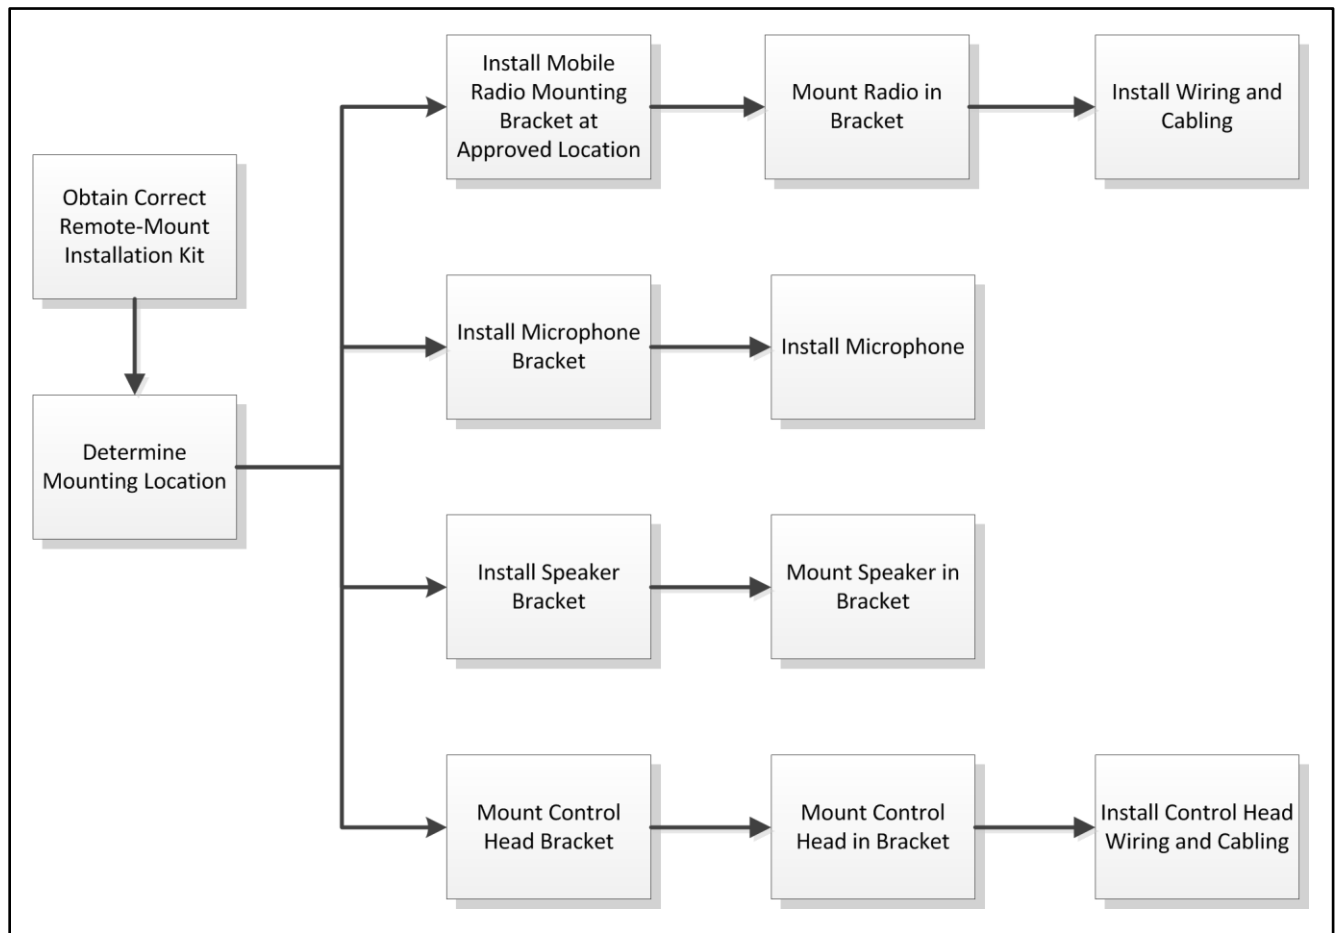 Obtain Correct
Remote-Mount
Installation Kit
Determine
Mounting Location
Install Mobile
Radio Mounting
Bracket at
Approved Location
Mount Radio in
Bracket
Install Wiring and
Cabling
Install Microphone
Bracket
Install Microphone
Install Speaker
Bracket
Mount Speaker in
Bracket
Mount Control
Head Bracket
Mount Control
Head in Bracket
Install Control Head
Wiring and Cabling